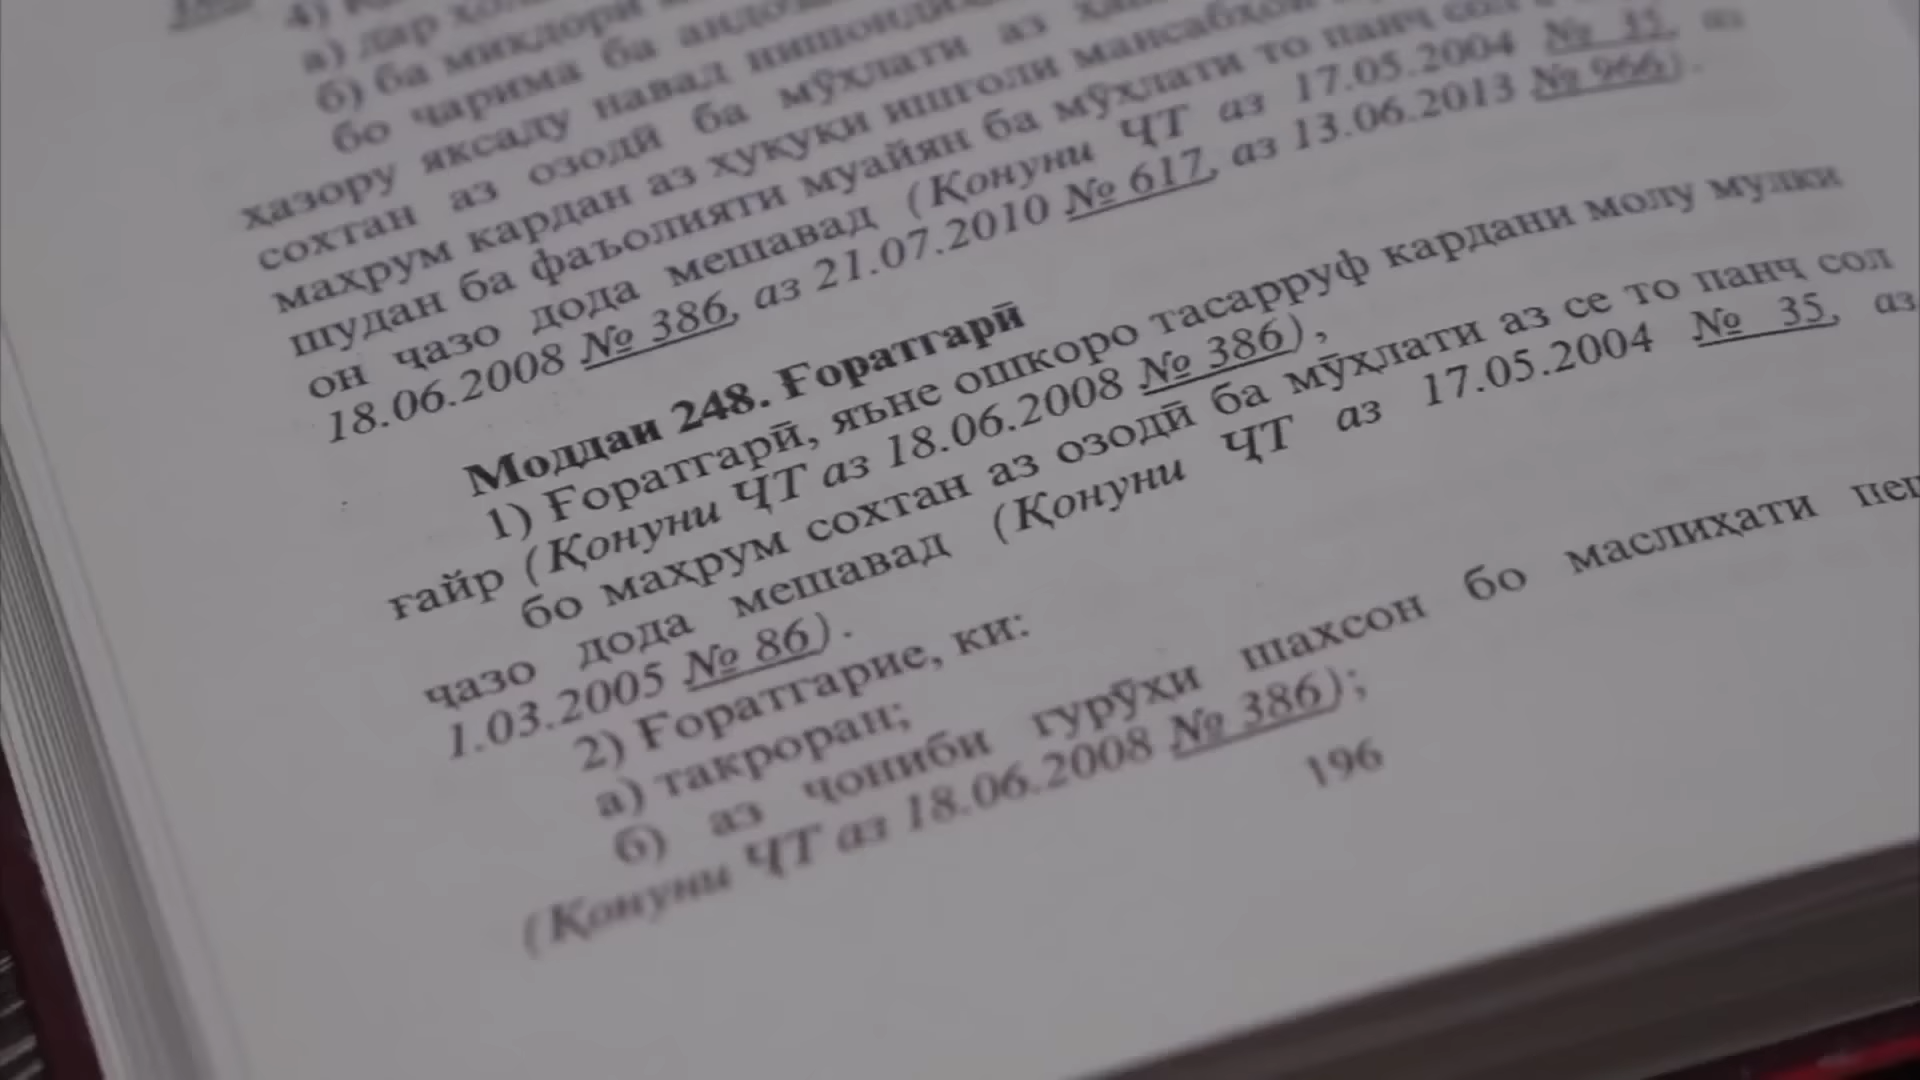 4)
а) дар
б) ба миқдори
бо ҷарима ба андозаи
ҳазору яксаду навад нишондиҳанда
сохтан аз озодӣ ба мӯҳлати аз
маҳрум кардан аз ҳуқуқи ишғоли мансабҳои
шудан ба фаъолияти муайян ба мӯҳлати то панҷ сол
он ҷазо дода мешавад (Қонуни ҶТ аз 17.05.2004 № 35, аз
18.06.2008 № 386, аз 21.07.2010 № 617, аз 13.06.2013 № 966).
Моддаи 248. Ғоратгарӣ
1) Ғоратгарӣ, яъне ошкоро тасарруф кардани молу мулки
ғайр (Қонуни ҶТ аз 18.06.2008 № 386),
бо маҳрум сохтан аз озодӣ ба мӯҳлати аз се то панҷ сол
ҷазо дода мешавад (Қонуни ҶТ аз 17.05.2004 № 35, аз
1.03.2005 № 86).
2) Ғоратгарие, ки:
а) такроран;
б) аз ҷониби гурӯҳи шахсон бо маслиҳати
(Қонуни ҶТ аз 18.06.2008 № 386);
196